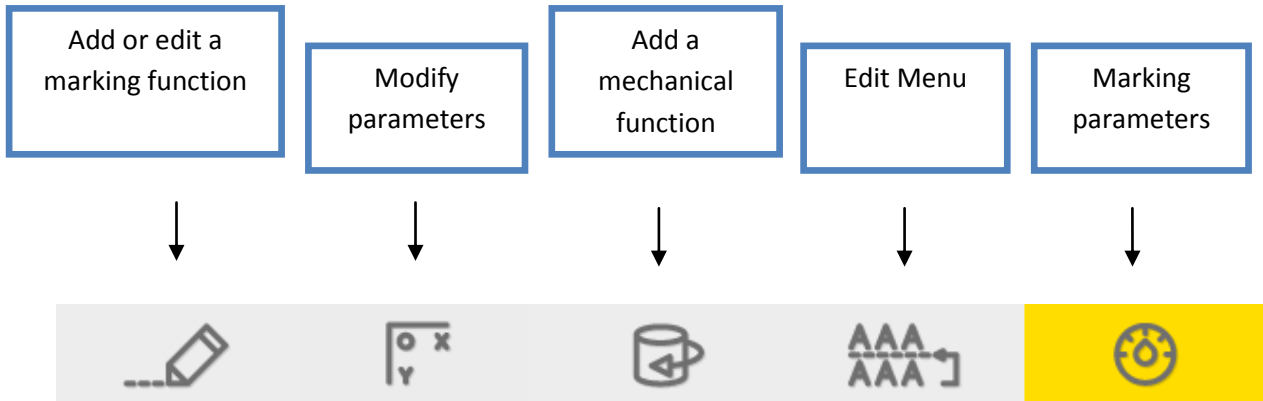 Add or edit a
marking function
Modify
parameters
Add a
mechanical
function
Edit Menu
Marking
parameters
O X
Y
AAA
AAA